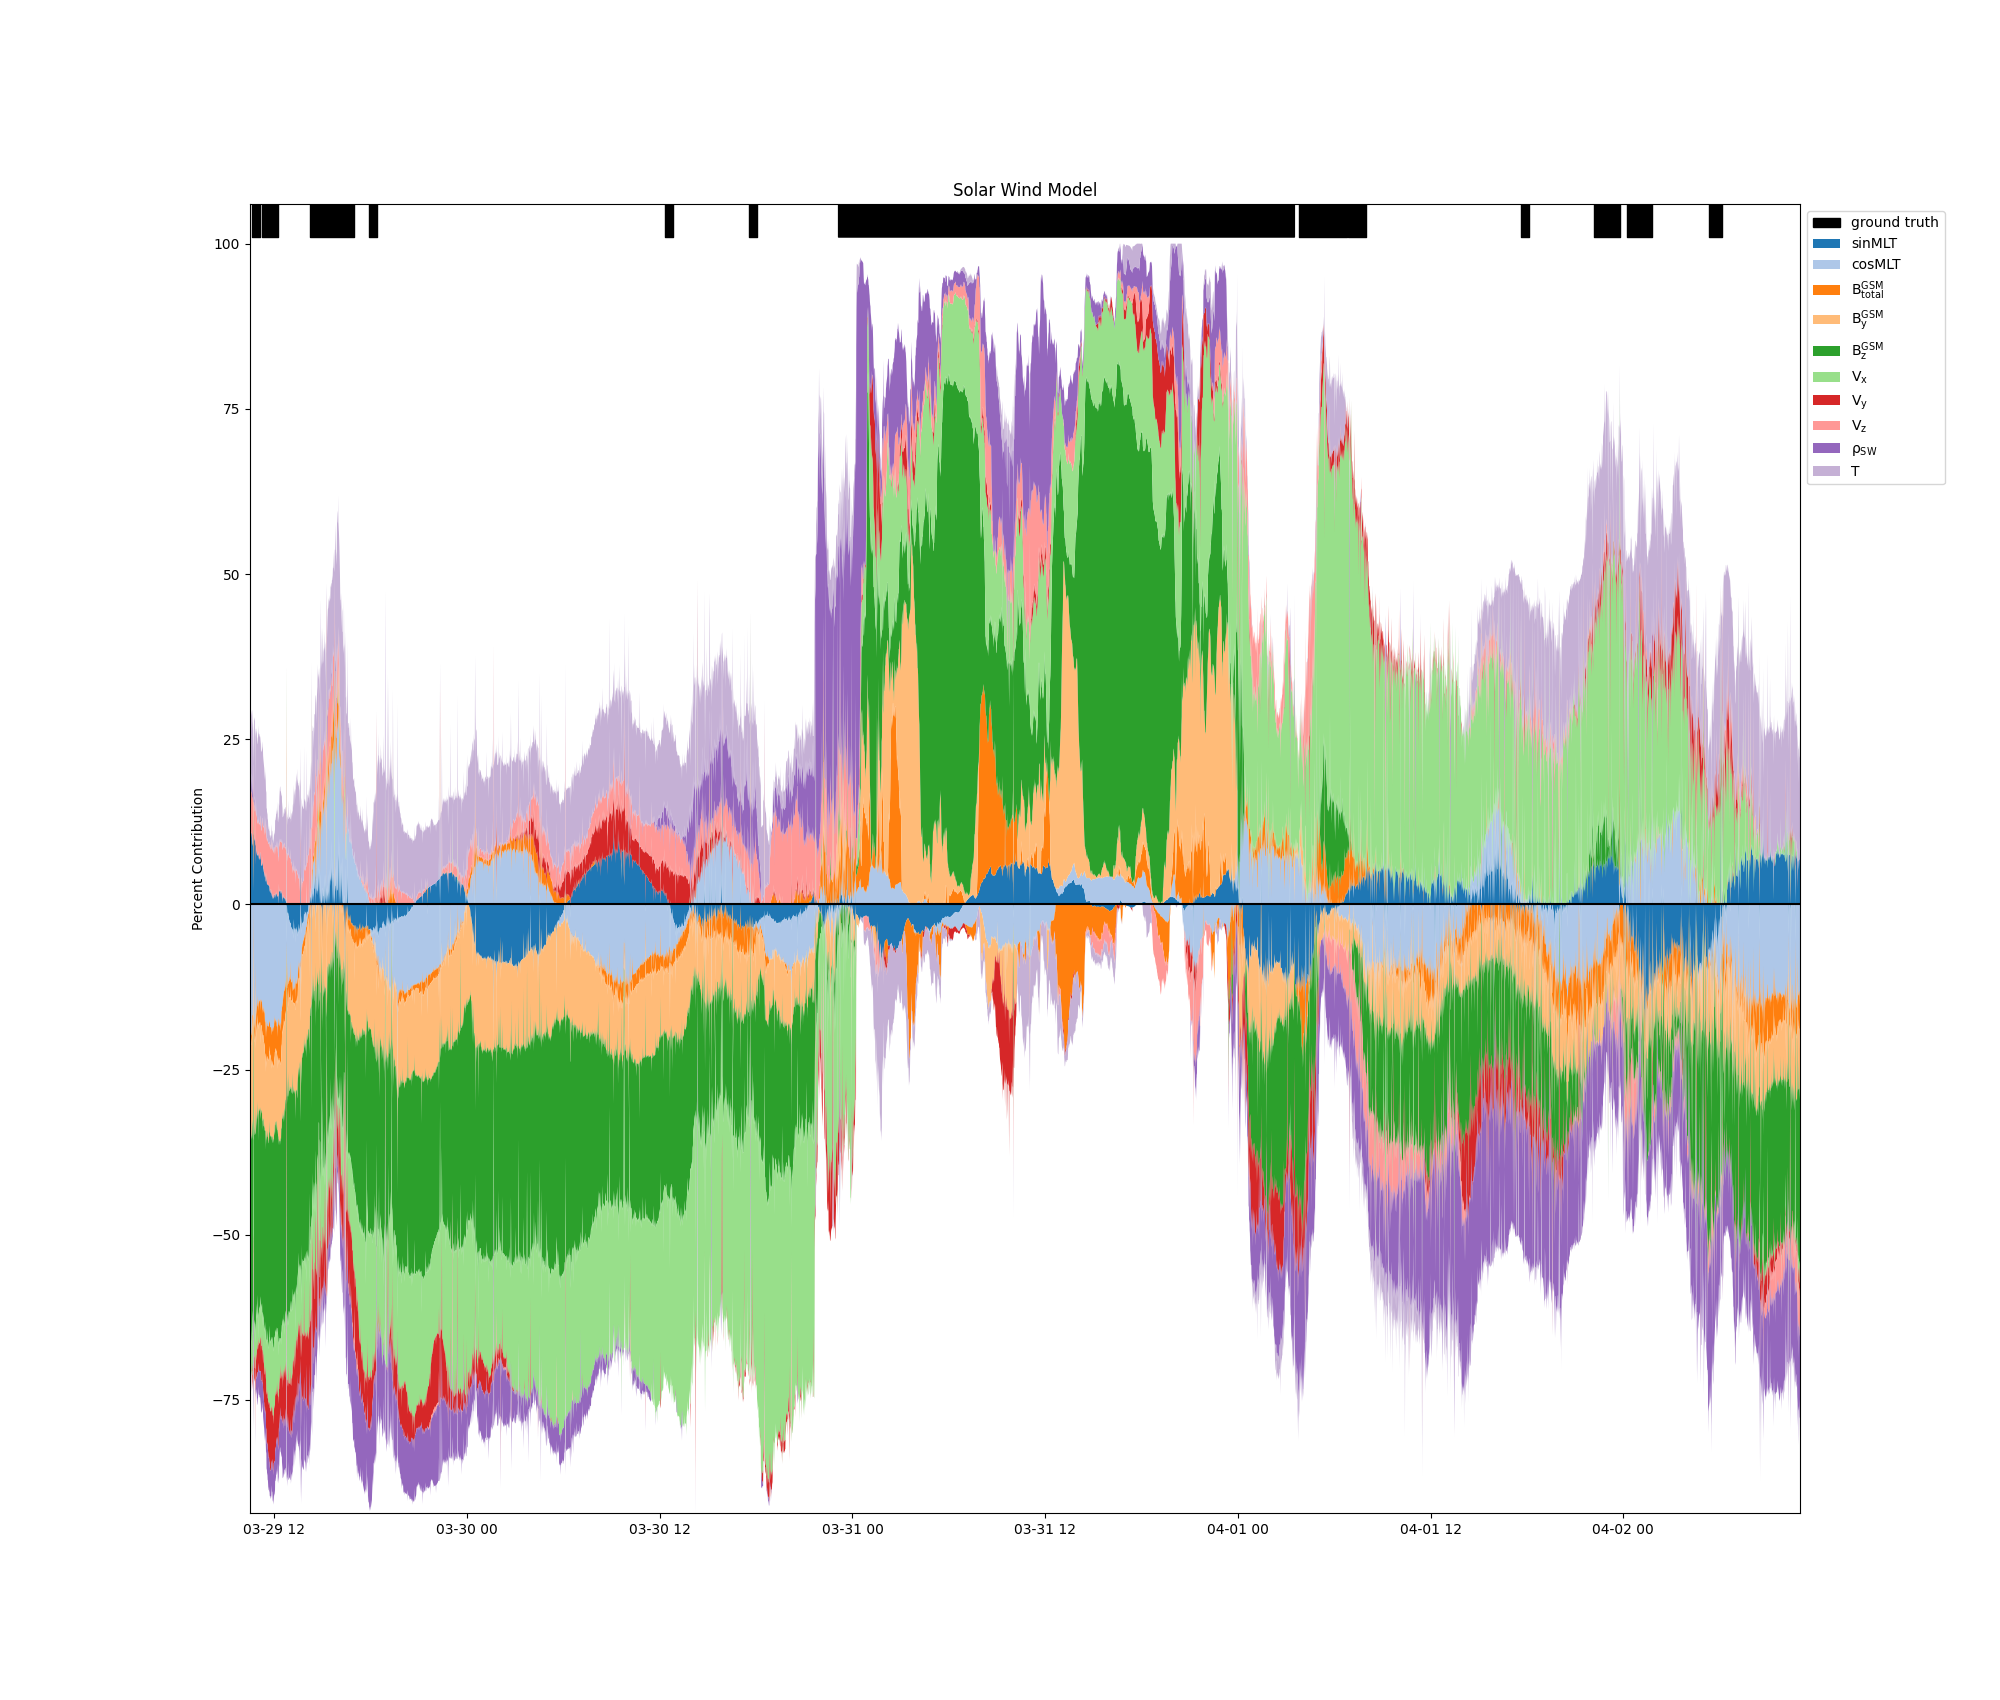 Solar Wind Model
Percent Contribution
100
75
50
25
0
−25
−50
−75
03-29 12
03-30 00
03-30 12
03-31 00
03-31 12
04-01 00
04-01 12
04-02 00
ground truth
sinMLT
cosMLT
B_total^GSM
B_y^GSM
B_z^GSM
V_x
V_y
V_z
ρ_SW
T